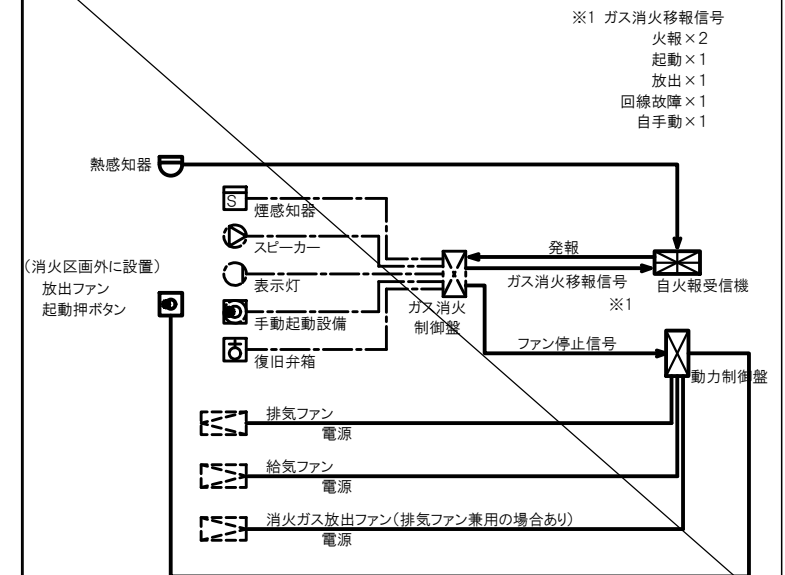 ※1 ガス消火移報信号
火報×2
起動×1
放出×1
回線故障×1
自手動×1
熱感知器
S
煙感知器
スピーカー
発報
(消火区画外に設置)
放出ファン
起動押ボタン
表示灯
ガス消火移報信号
※1
自火報受信機
手動起動設備
ガス消火
制御盤
復旧弁箱
ファン停止信号
動力制御盤
排気ファン
電源
給気ファン
電源
消火ガス放出ファン(排気ファン兼用の場合あり)
電源